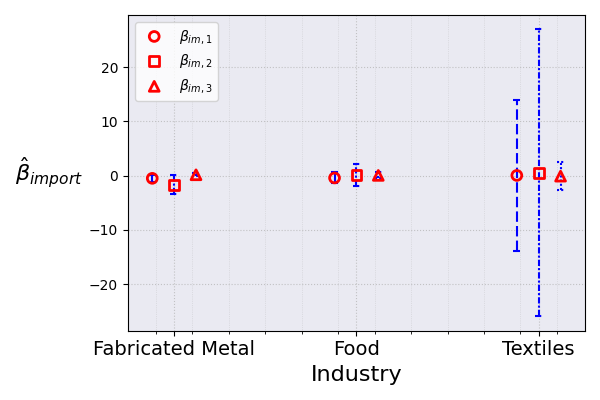 β_{im,1}
β_{im,2}
β_{im,3}
20
10
0
−10
−20
β̂_{import}
Fabricated Metal Food Textiles
Industry